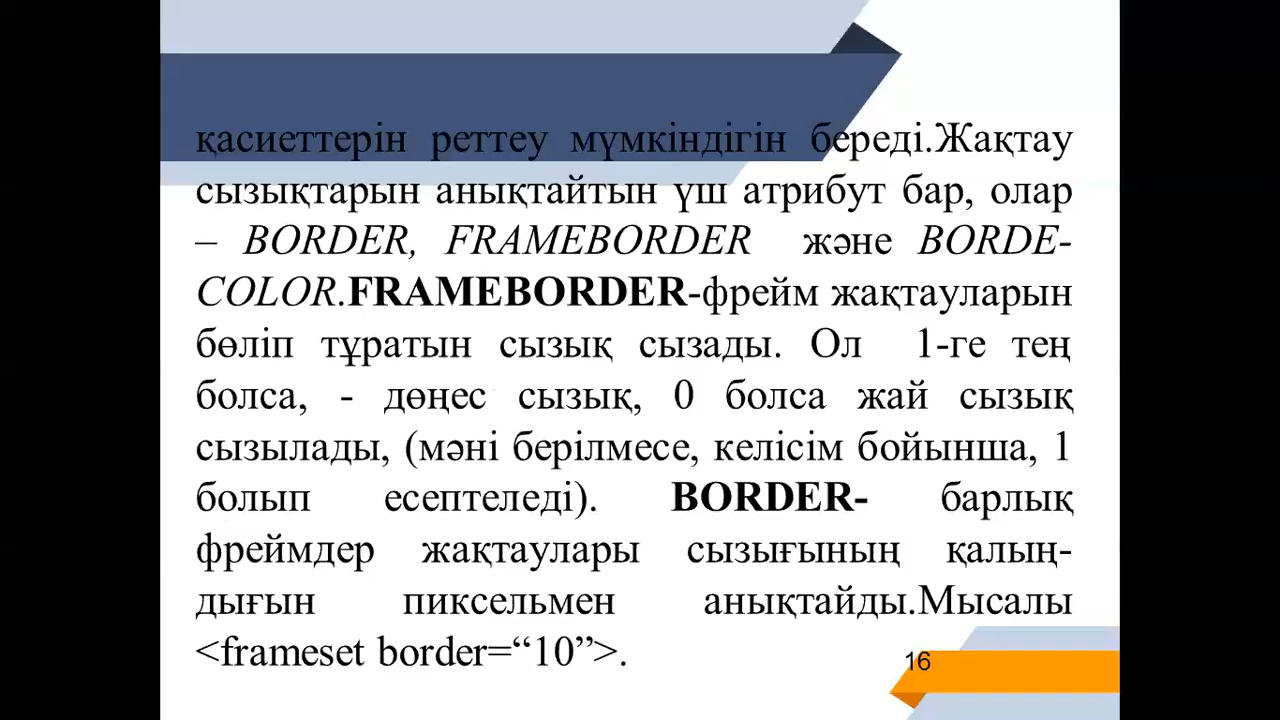 қасиеттерін реттеу мүмкіндігін береді.Жақтау
сызықтарын анықтайтын үш атрибут бар, олар
– BORDER, FRAMEBORDER және BORDE-
COLOR.FRAMEBORDER-фрейм жақтауларын
бөліп тұратын сызық сызады. Ол 1-ге тең
болса, - дөңес сызық, 0 болса жай сызық
сызылады, (мәні берілмесе, келісім бойынша, 1
болып есептеледі). BORDER- барлық
фреймдер жақтаулары сызығының қалың-
дығын пиксельмен анықтайды.Мысалы
<frameset border=“10”>.
16